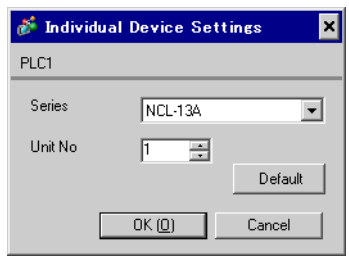 Individual Device Settings
PLC1
Series NCL-13A
Unit No 1
Default
OK (O) Cancel